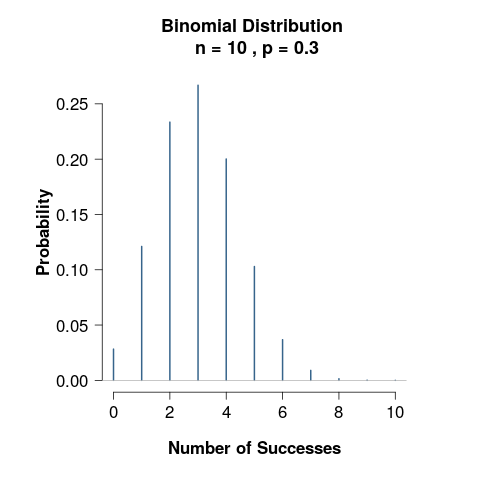 Binomial Distribution
n = 10 , p = 0.3
Probability
0.25
0.20
0.15
0.10
0.05
0.00
0 2 4 6 8 10
Number of Successes